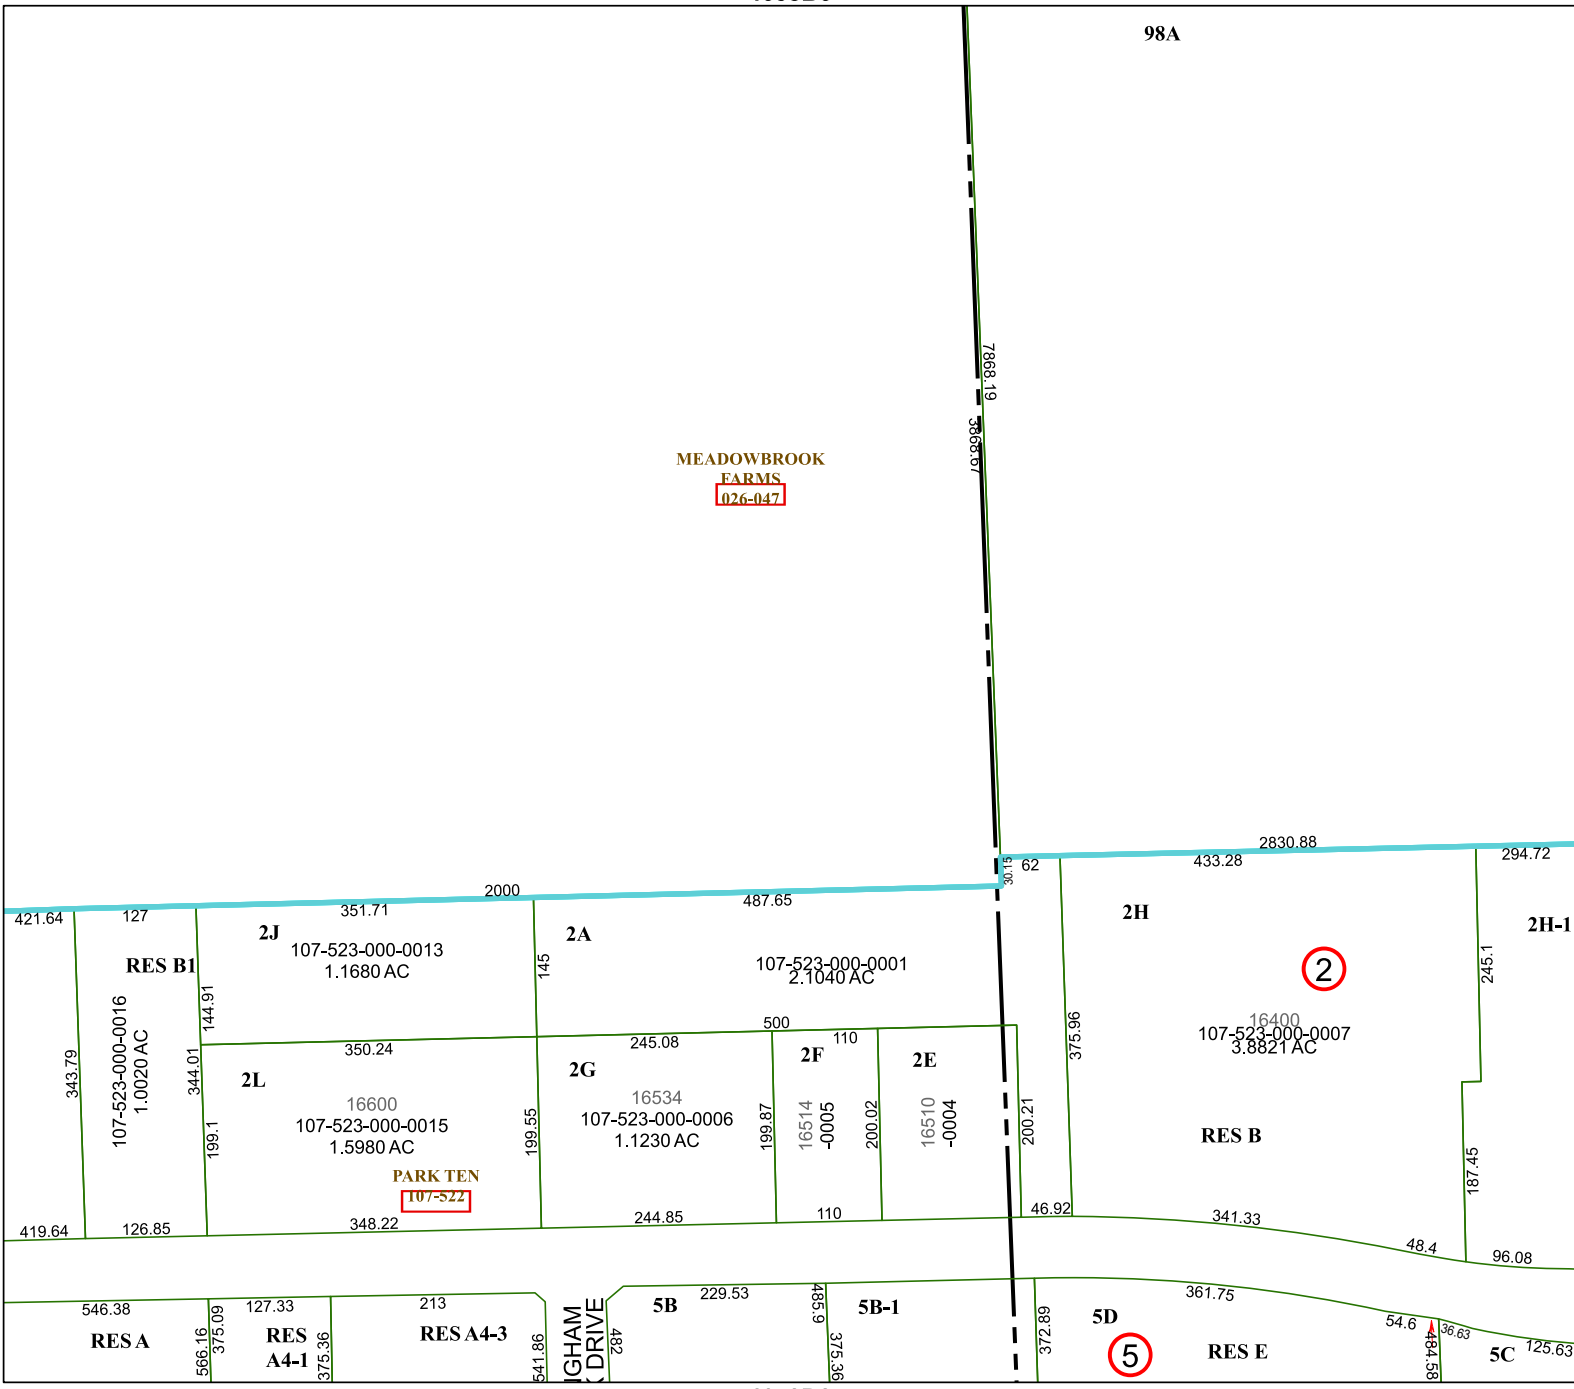 98A
7868.19
3868.67
MEADOWBROOK
FARMS
026-047
2830.88
30.15
62
433.28
294.72
2000
487.65
421.64
127
351.71
2J
107-523-000-0013
1.1680 AC
2A
107-523-000-0001
2.1040 AC
2H
2H-1
RES B1
145
2
245.1
107-523-000-0016
1.0020 AC
144.91
343.79
344.01
16400
107-523-000-0007
3.8821 AC
375.96
500
110
350.24
245.08
2L
2G
2F
2E
16600
107-523-000-0015
1.5980 AC
16534
107-523-000-0006
1.1230 AC
16514
-0005
16510
-0004
199.1
199.55
199.87
200.02
200.21
RES B
187.45
PARK TEN
107-522
419.64
126.85
348.22
244.85
110
46.92
341.33
48.4
96.08
546.38
127.33
213
229.53
361.75
54.6
36.63
125.63
RES A
566.16
375.09
RES
A4-1
375.36
RES A4-3
541.86
IGHAM
DRIVE
482
5B
485.9
375.36
5B-1
372.89
5D
5
RES E
484.58
5C